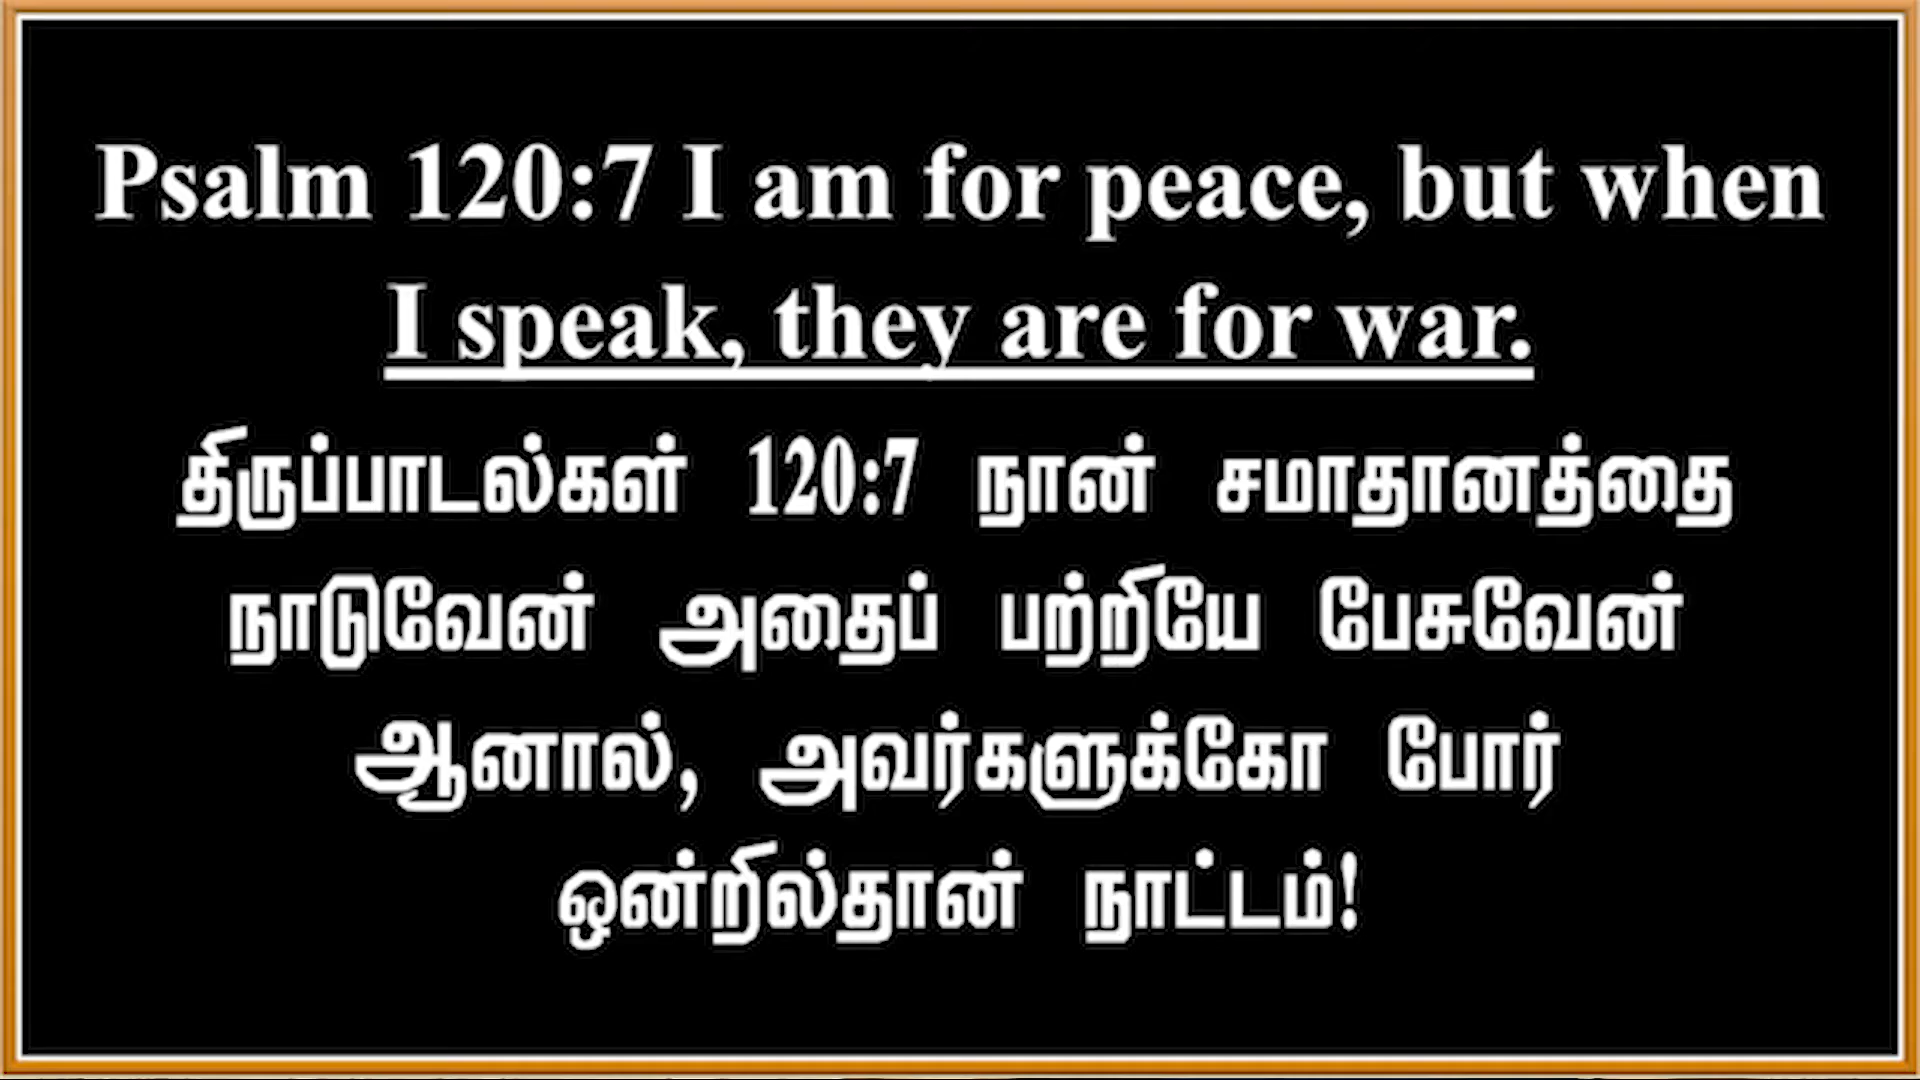 Psalm 120:7 I am for peace, but when
I speak, they are for war.
திருப்பாடல்கள் 120:7 நான் சமாதானத்தை
நாடுவேன் அதைப் பற்றியே பேசுவேன்
ஆனால், அவர்களுக்கோ போர்
ஒன்றில்தான் நாட்டம்!